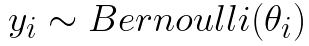 y_i ∼ Bernoulli(θ_i)